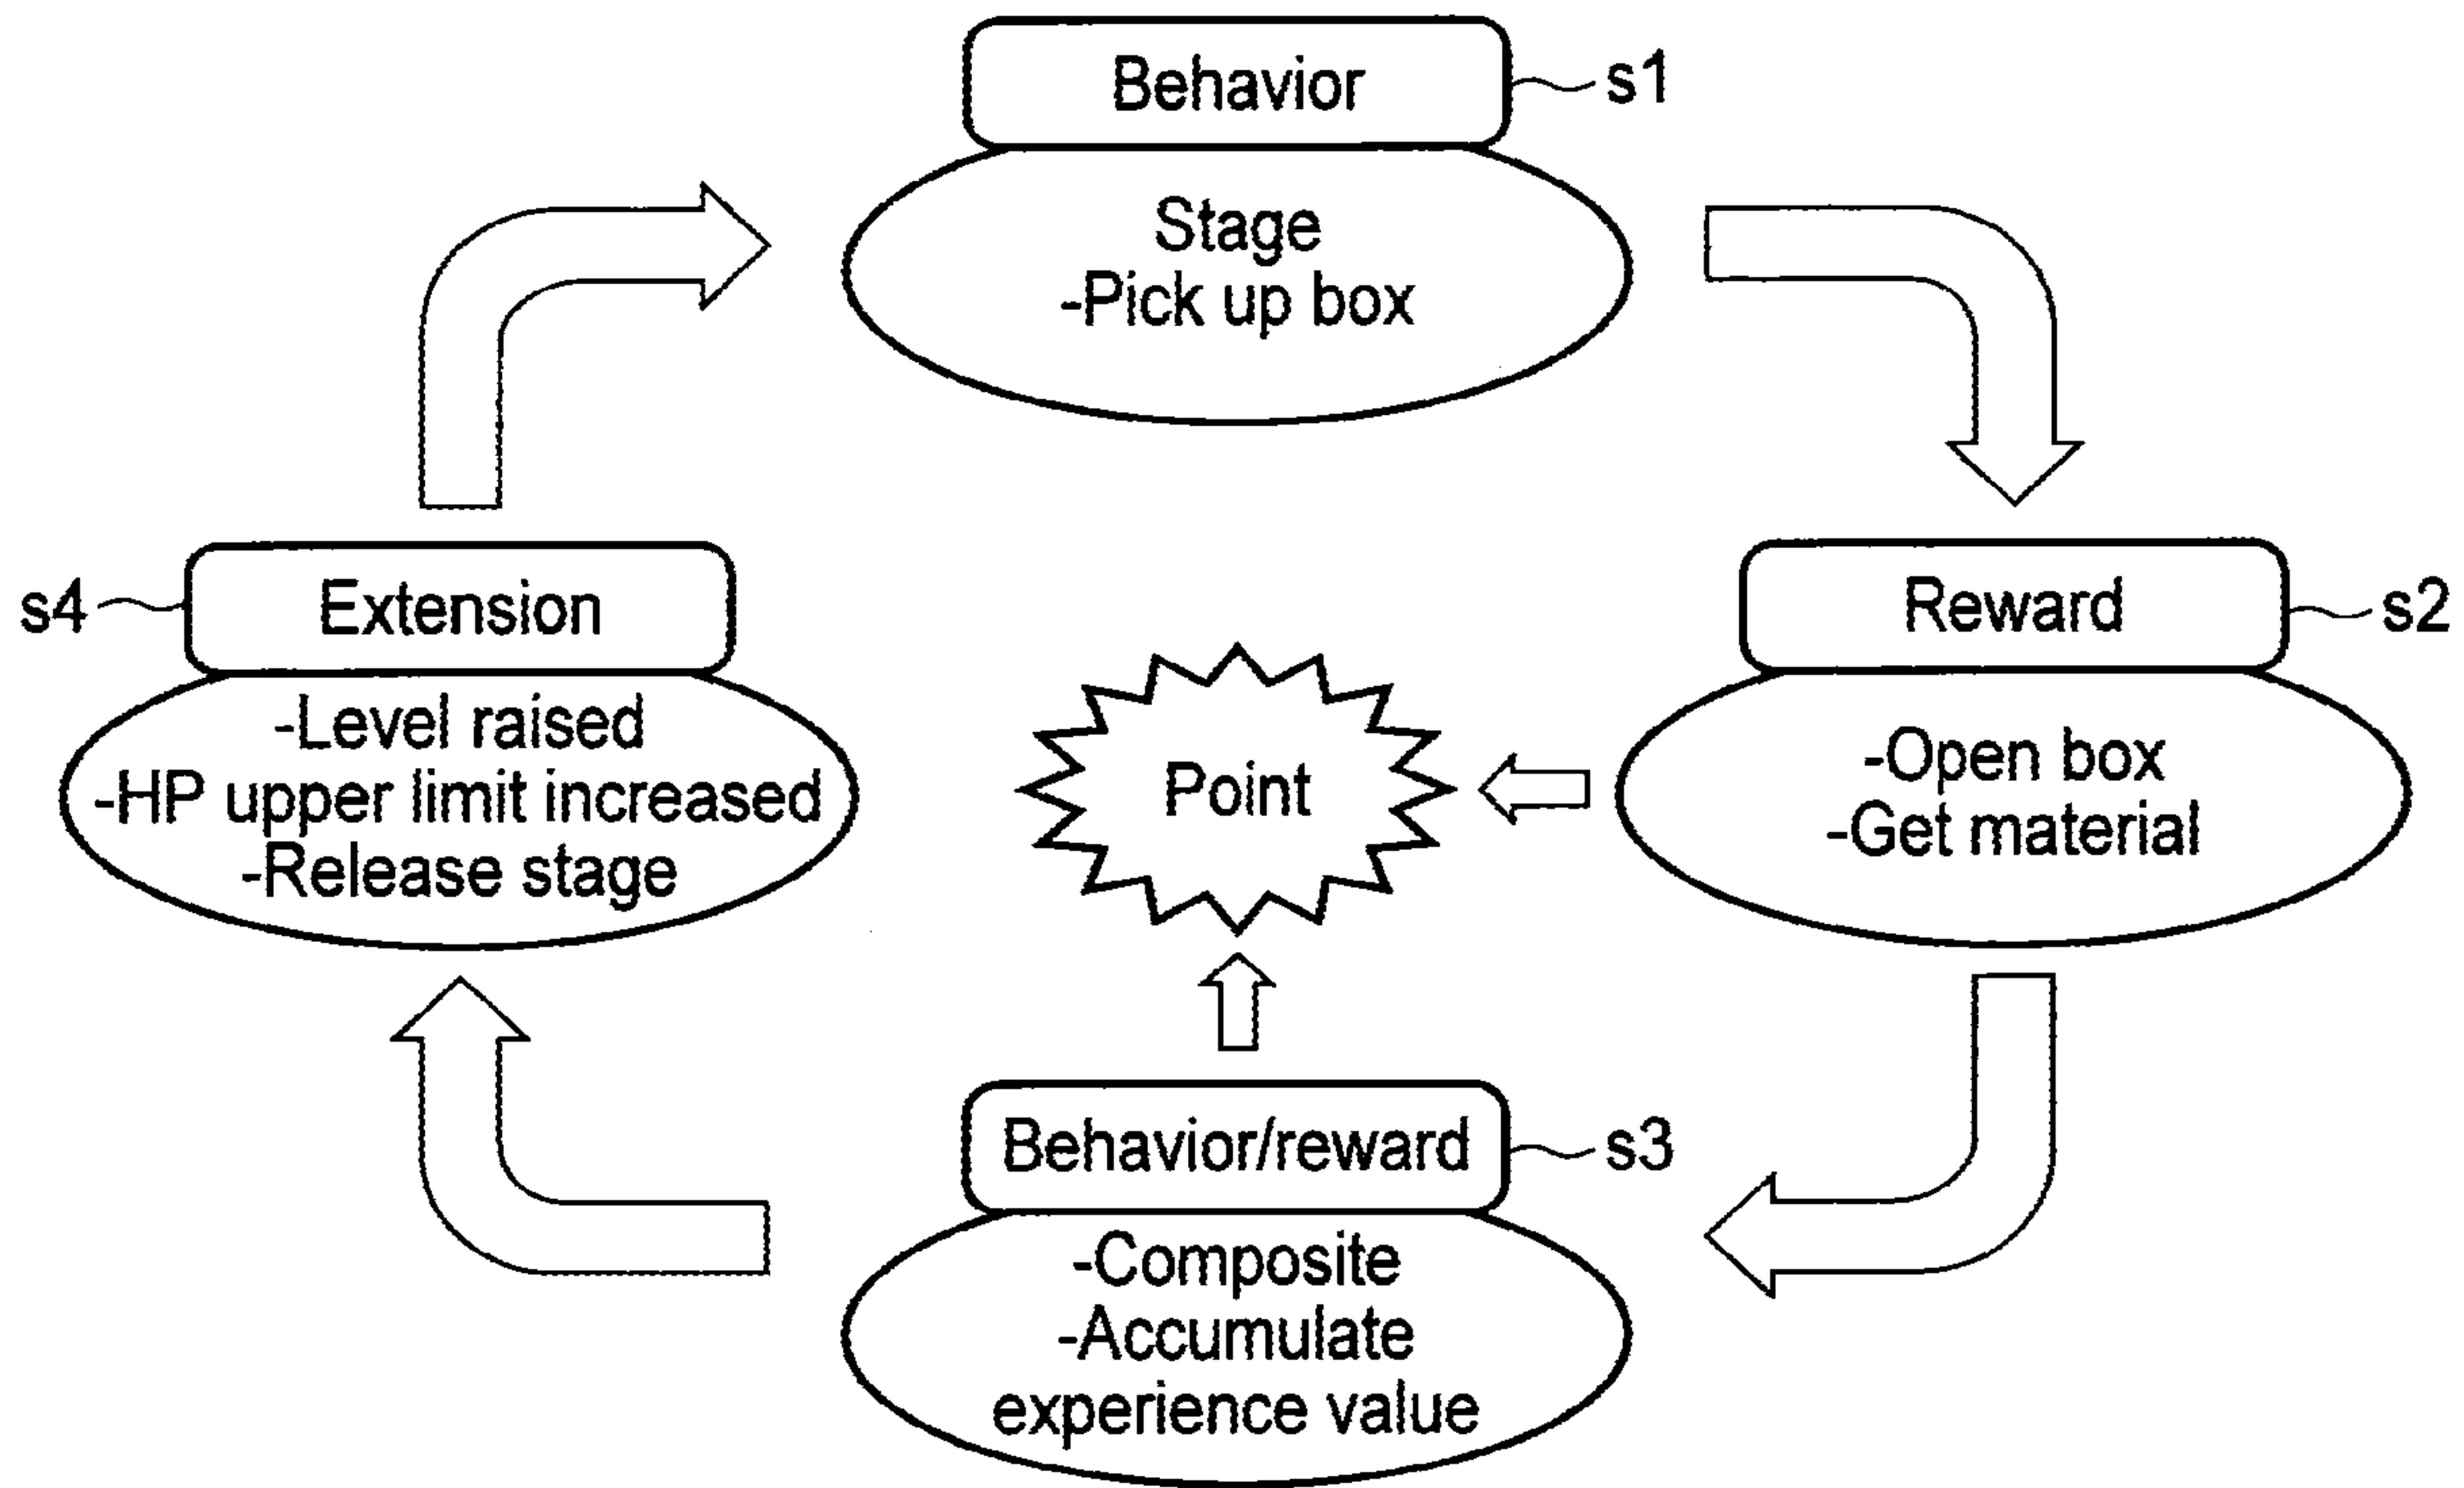 Behavior
s1
Stage
-Pick up box
Extension
s4
-Level raised
-HP upper limit increased
-Release stage
Point
Reward
s2
-Open box
-Get material
Behavior/reward
s3
-Composite
-Accumulate
experience value